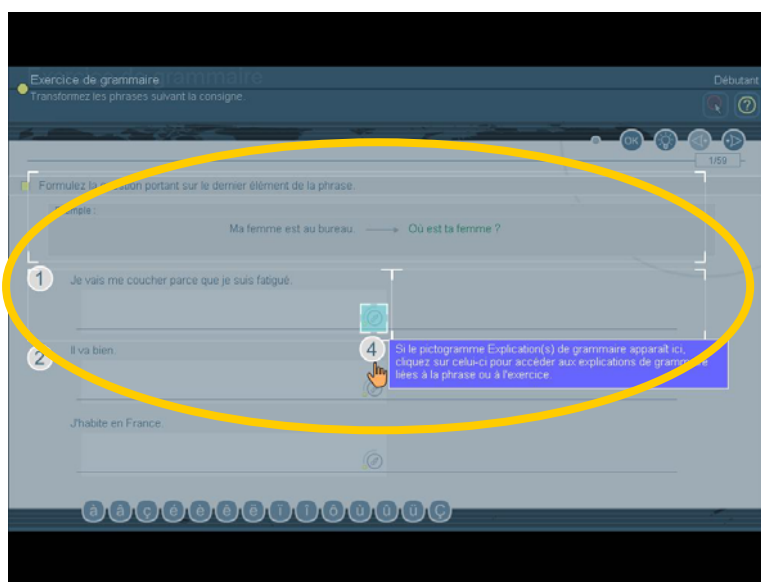 Exercice de grammaire
Débutant
Transformez les phrases suivant la consigne.
OK
1/59
Formulez la question portant sur le dernier élément de la phrase.
Exemple :
Ma femme est au bureau. Où est ta femme ?
1 Je vais me coucher parce que je suis fatigué.
2 Il va bien.
4 Si le pictogramme Explication(s) de grammaire apparaît ici,
cliquez sur celui-ci pour accéder aux explications de grammaire
liées à la phrase ou à l'exercice.
J'habite en France.
à â ç é è ê ë ï î ô ù û ü Ç